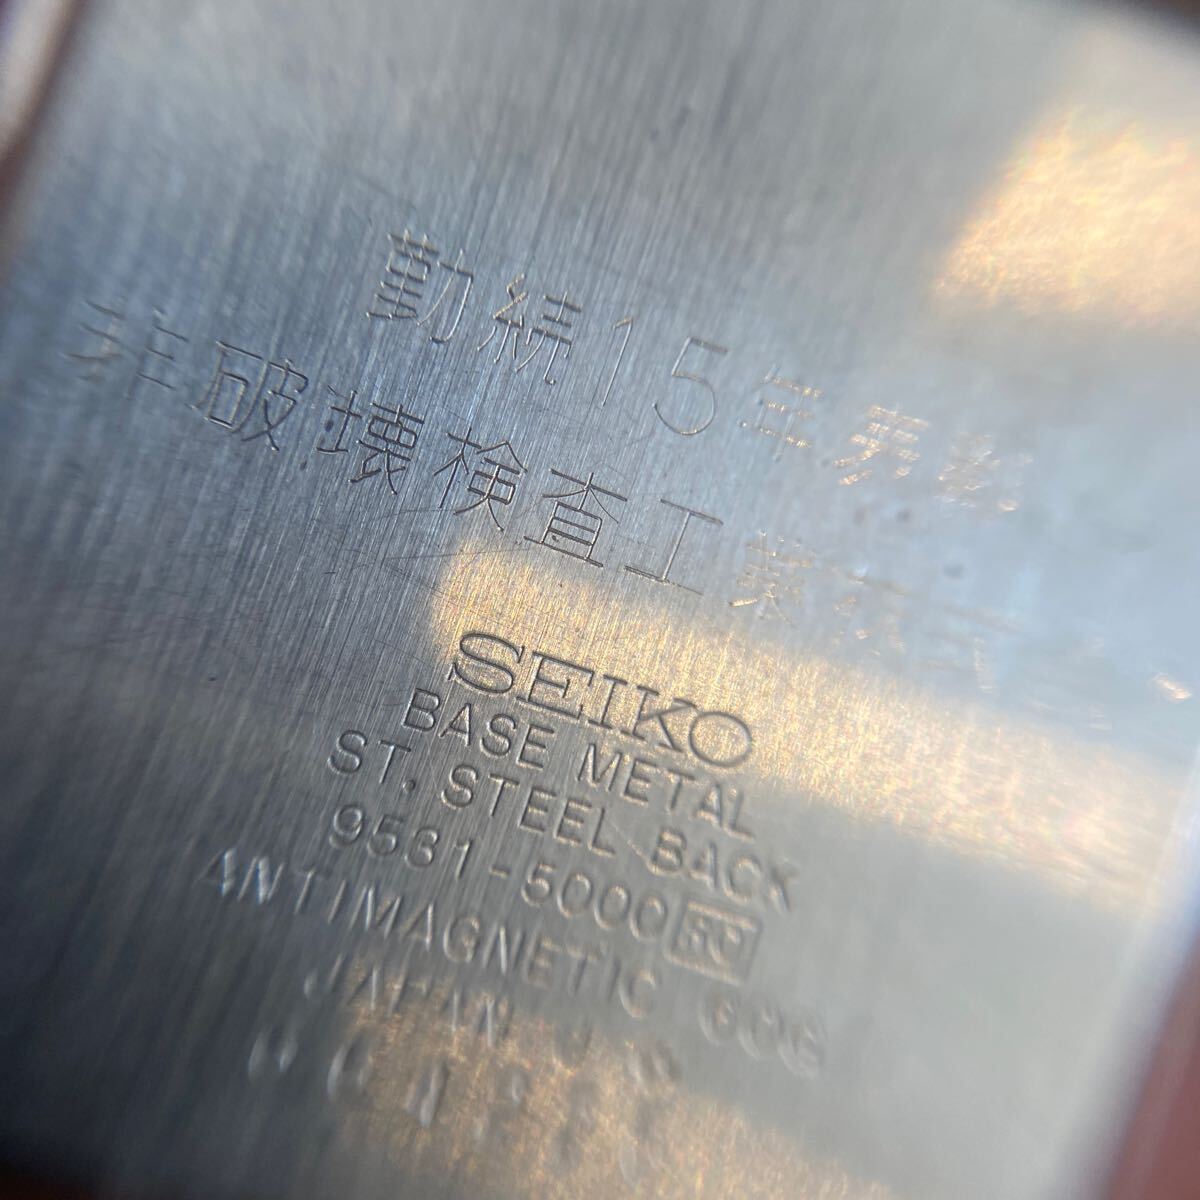 勤続15年表彰
非破壊検査工業
SEIKO
BASE METAL
ST. STEEL BACK
9531-5000
ANTIMAGNETIC 60G
JAPAN J